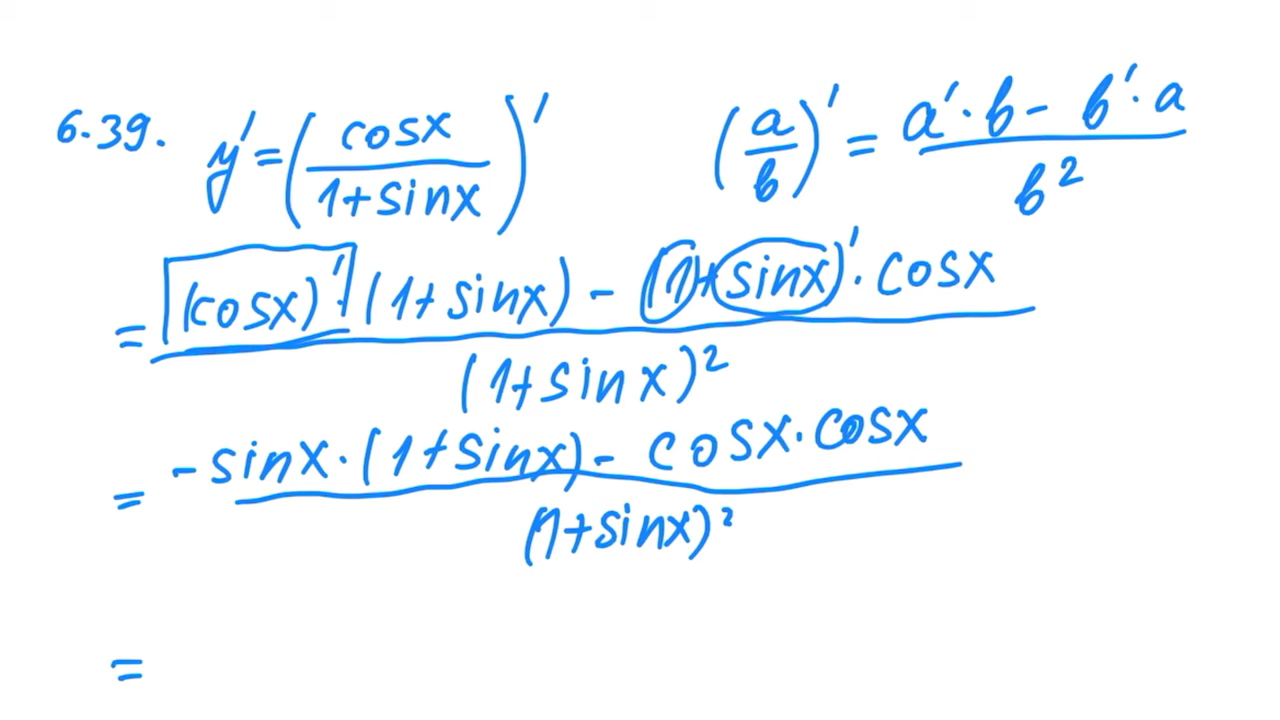 6.39. y' = (cosx / 1+sinx)' (a/b)' = a'·b - b'·a / b²
= (cosx)'·(1+sinx) - (1+sinx)'·cosx / (1+sinx)²
= -sinx·(1+sinx) - cosx·cosx / (1+sinx)²
=